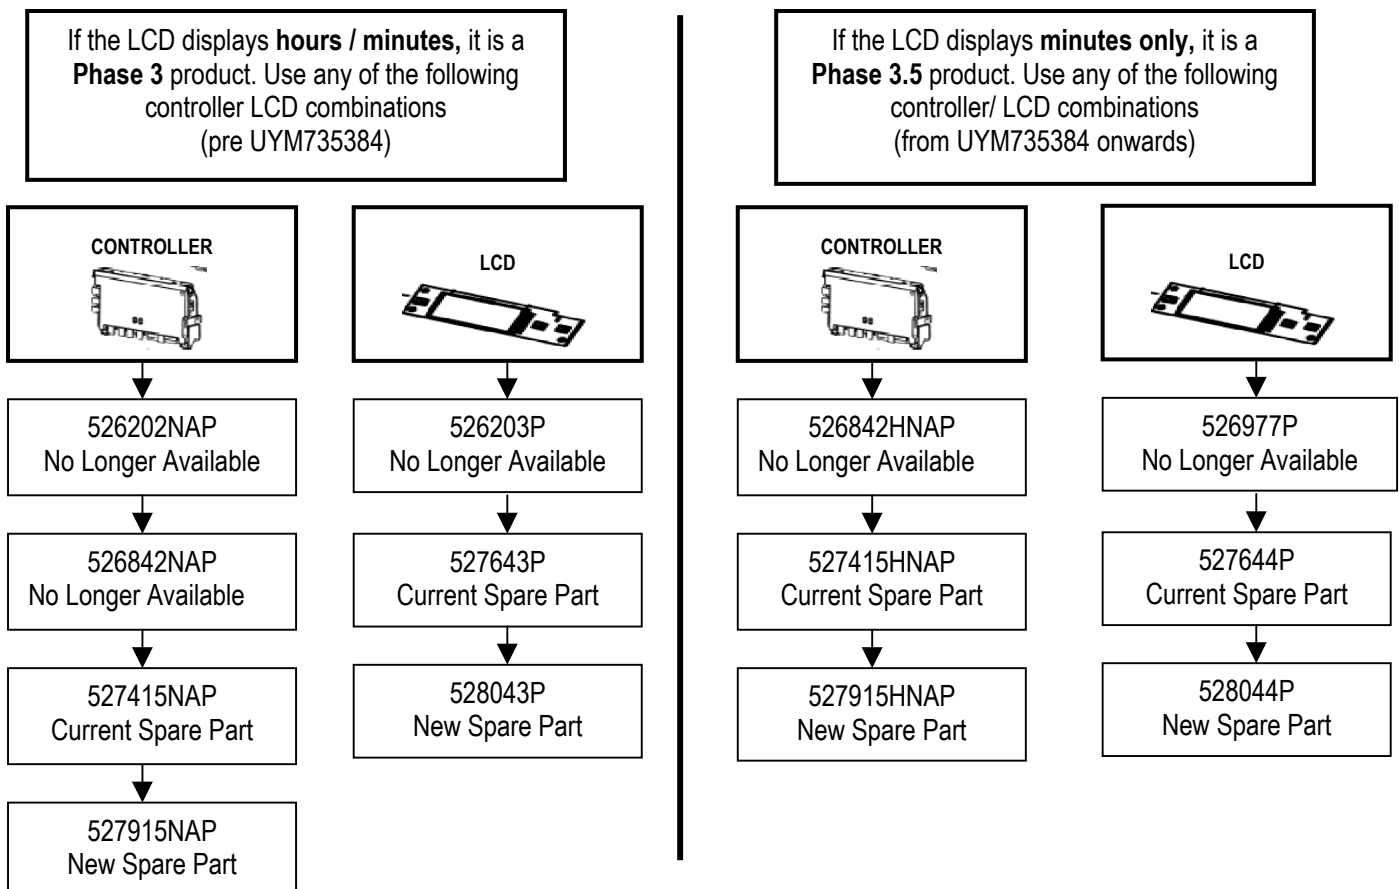 If the LCD displays hours / minutes, it is a
Phase 3 product. Use any of the following
controller LCD combinations
(pre UYM735384)
CONTROLLER
526202NAP
No Longer Available
526842NAP
No Longer Available
527415NAP
Current Spare Part
527915NAP
New Spare Part
LCD
526203P
No Longer Available
527643P
Current Spare Part
528043P
New Spare Part
If the LCD displays minutes only, it is a
Phase 3.5 product. Use any of the following
controller/ LCD combinations
(from UYM735384 onwards)
CONTROLLER
526842HNAP
No Longer Available
527415HNAP
Current Spare Part
527915HNAP
New Spare Part
LCD
526977P
No Longer Available
527644P
Current Spare Part
528044P
New Spare Part